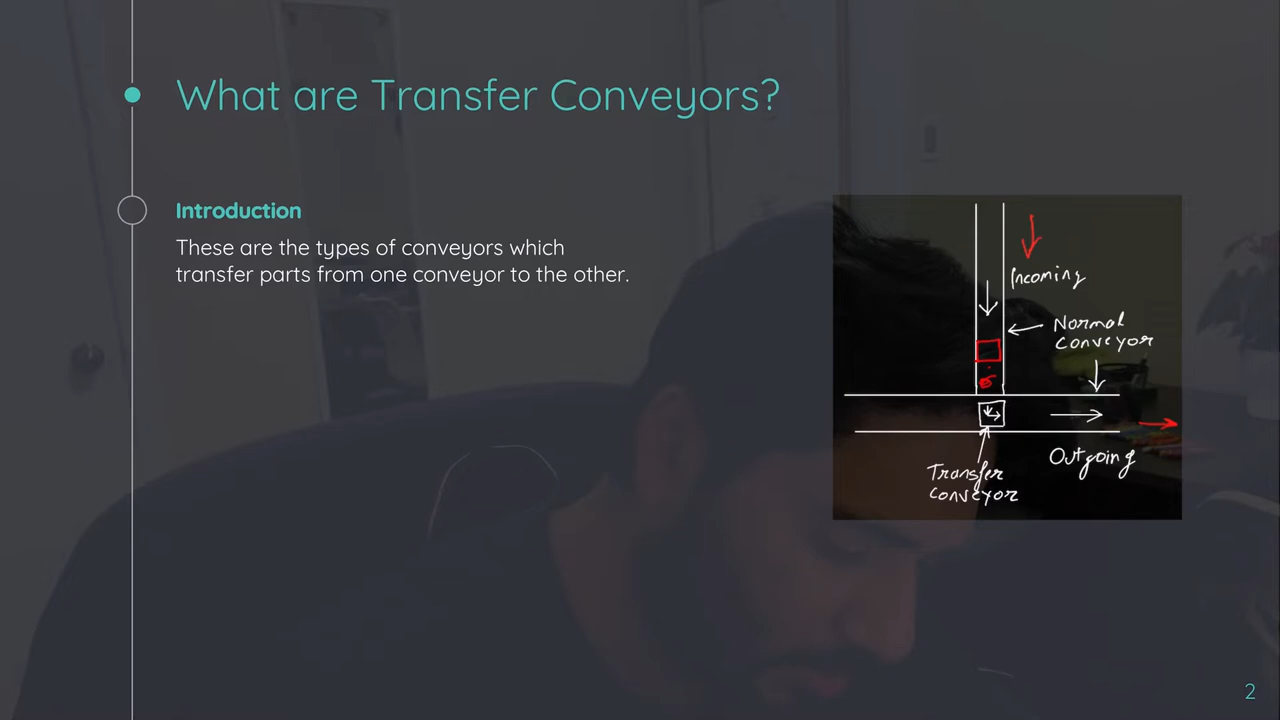 What are Transfer Conveyors?
Introduction
These are the types of conveyors which
transfer parts from one conveyor to the other.
Incoming
Normal
conveyor
Outgoing
Transfer
conveyor
2